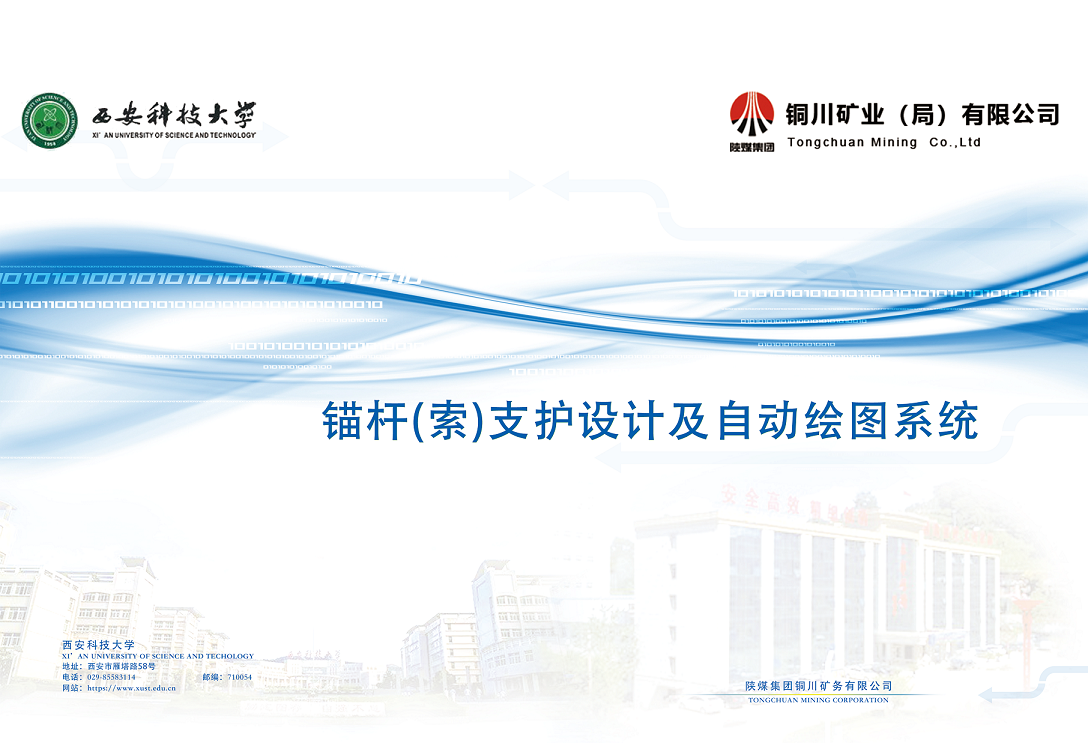 西安科技大学
XI' AN UNIVERSITY OF SCIENCE AND TECHNOLOGY
陕煤集团
铜川矿业（局）有限公司
Tongchuan Mining Co.,Ltd
锚杆(索)支护设计及自动绘图系统
安全高效
西安科技大学
XI' AN UNIVERSITY OF SCIENCE AND TECHNOLOGY
地址：西安市雁塔路58号
电话：029-85583114 邮编：710054
网站：https://www.xust.edu.cn
陕煤集团铜川矿务有限公司
TONGCHUAN MINING CORPORATION